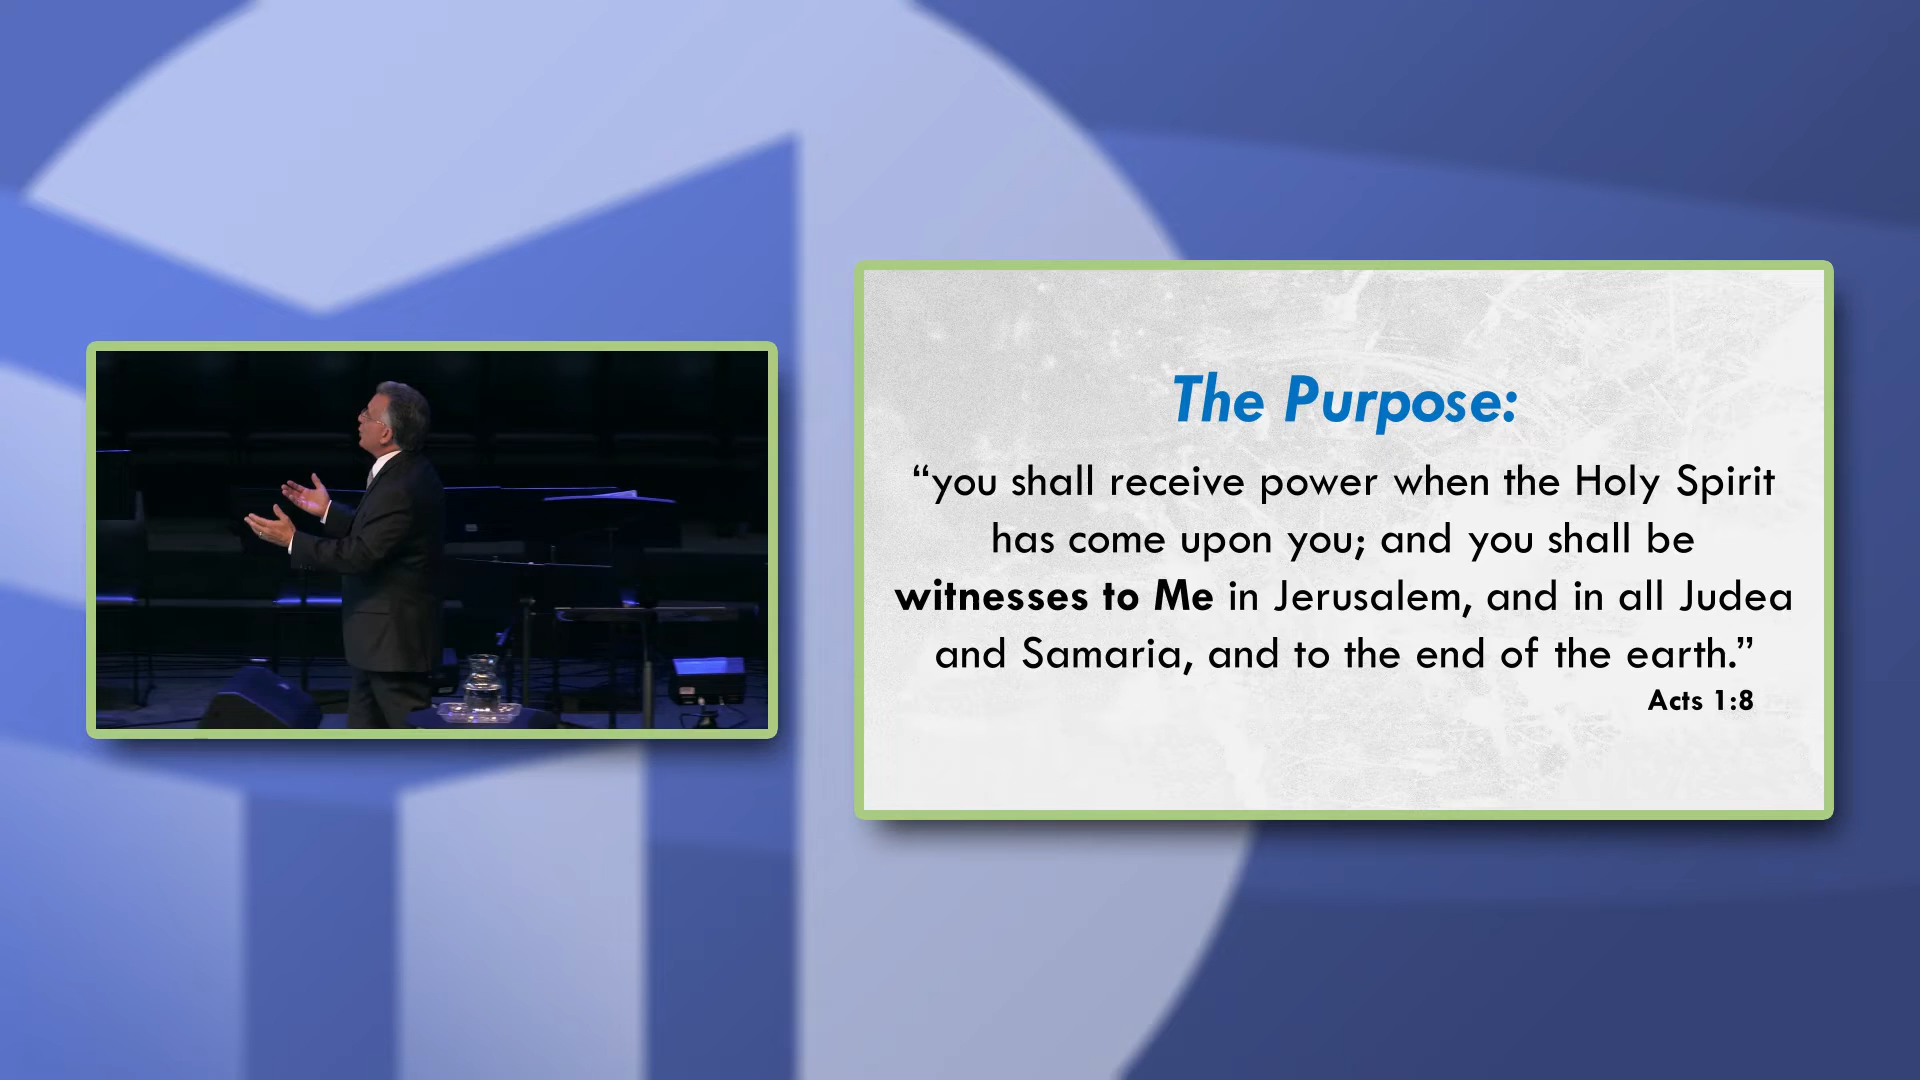 The Purpose:
“you shall receive power when the Holy Spirit
has come upon you; and you shall be
witnesses to Me in Jerusalem, and in all Judea
and Samaria, and to the end of the earth.”
Acts 1:8